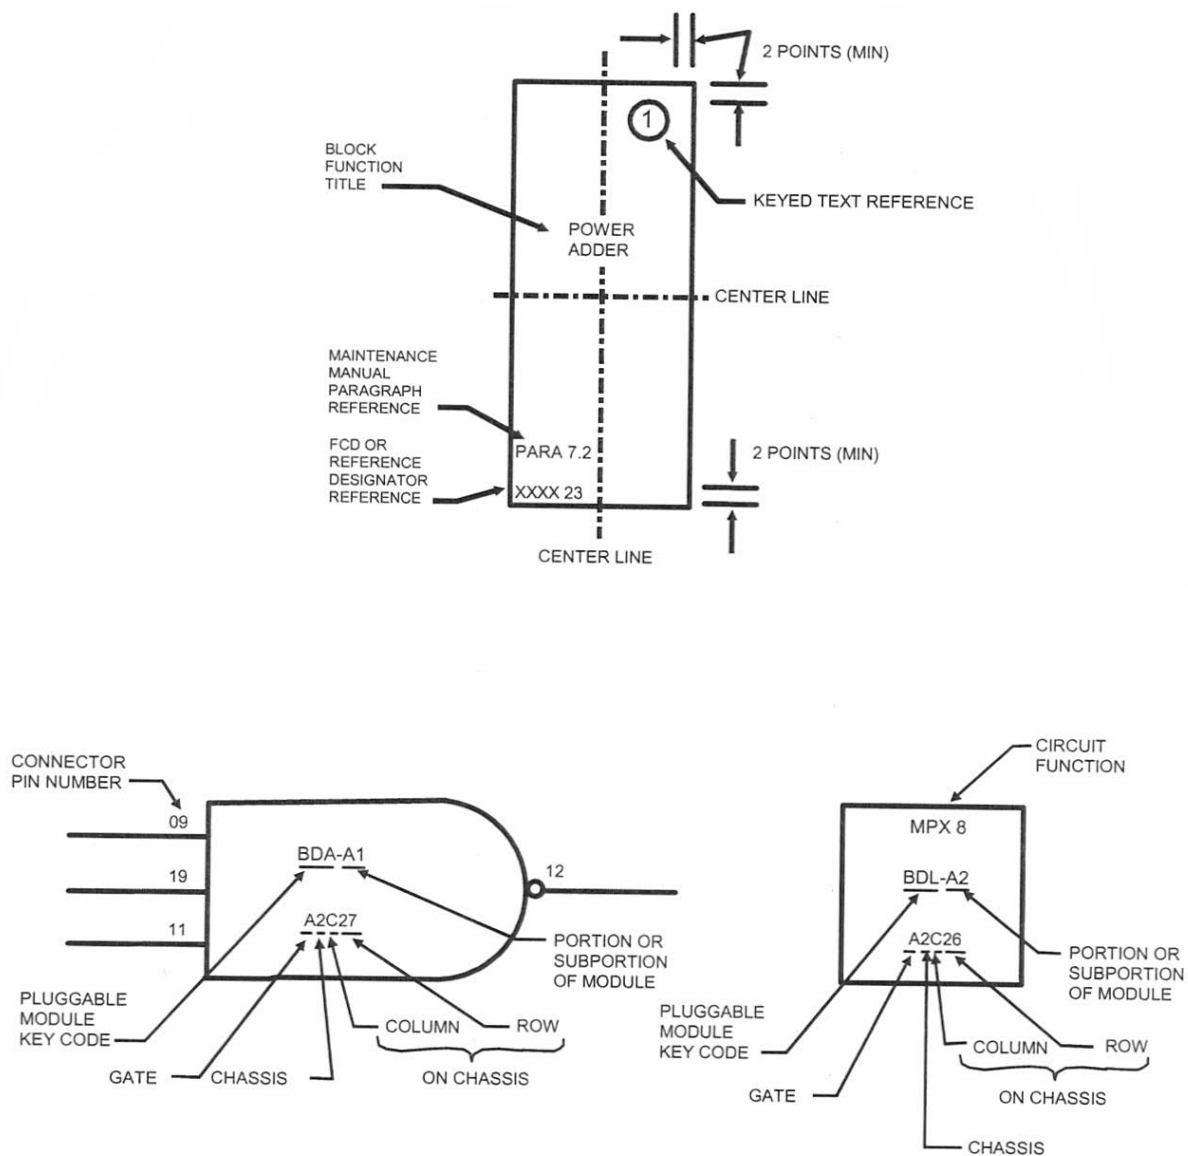 2 POINTS (MIN)
1
BLOCK
FUNCTION
TITLE
KEYED TEXT REFERENCE
POWER
ADDER
CENTER LINE
MAINTENANCE
MANUAL
PARAGRAPH
REFERENCE
PARA 7.2
FCD OR
REFERENCE
DESIGNATOR
REFERENCE
XXXX 23
2 POINTS (MIN)
CENTER LINE
CONNECTOR
PIN NUMBER
09
19
11
BDA-A1
A2C27
12
PORTION OR
SUBPORTION
OF MODULE
PLUGGABLE
MODULE
KEY CODE
COLUMN
ROW
GATE
CHASSIS
ON CHASSIS
CIRCUIT
FUNCTION
MPX 8
BDL-A2
A2C26
PORTION OR
SUBPORTION
OF MODULE
PLUGGABLE
MODULE
KEY CODE
COLUMN
ROW
GATE
ON CHASSIS
CHASSIS